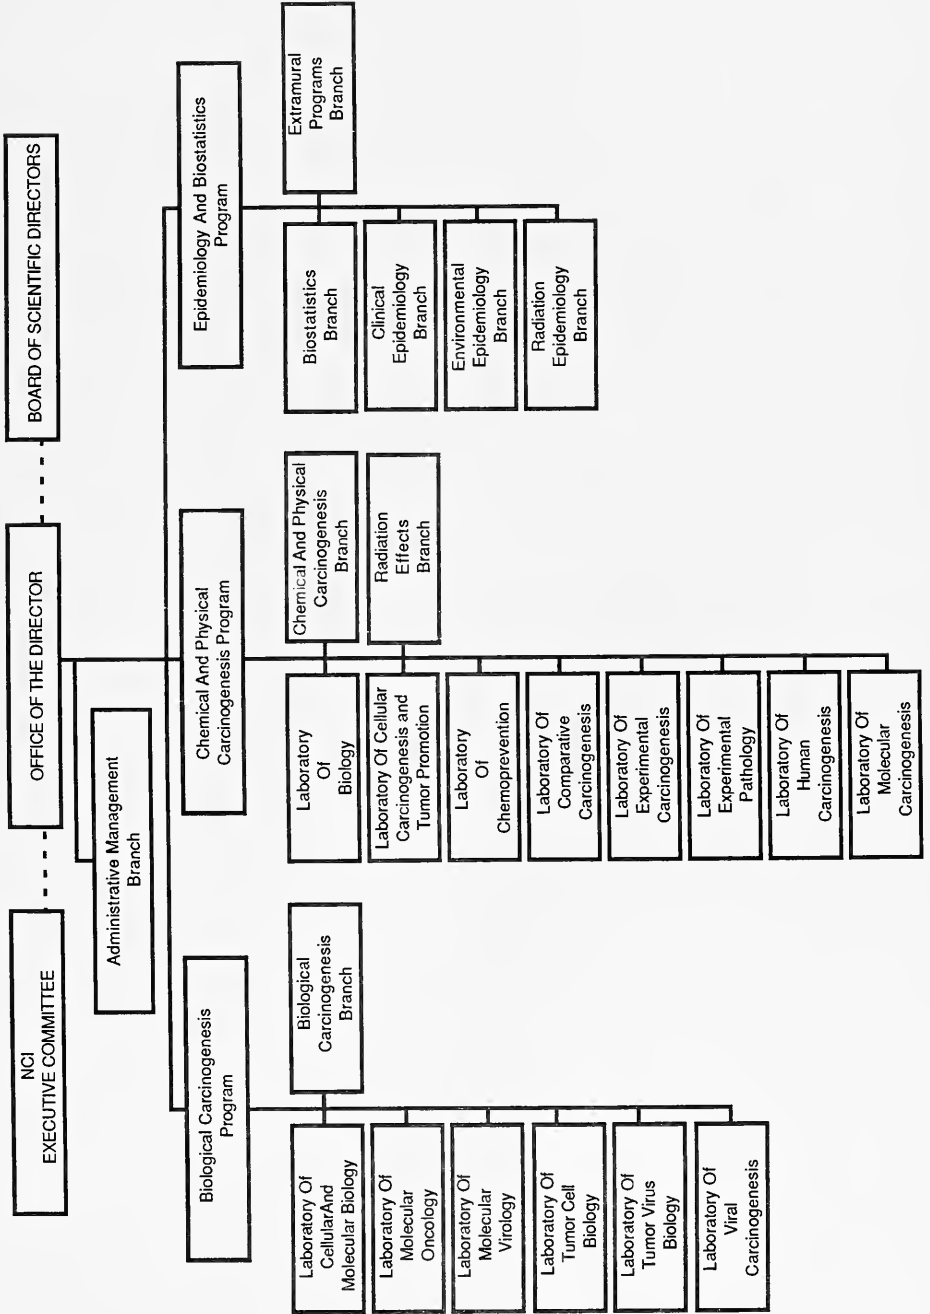 NCI
EXECUTIVE COMMITTEE
OFFICE OF THE DIRECTOR
BOARD OF SCIENTIFIC DIRECTORS
Administrative Management
Branch
Biological Carcinogenesis
Program
Chemical And Physical
Carcinogenesis Program
Epidemiology And Biostatistics
Program
Laboratory Of
CellularAnd
Molecular Biology
Biological
Carcinogenesis
Branch
Laboratory Of
Molecular
Oncology
Laboratory Of
Molecular
Virology
Laboratory Of
Tumor Cell
Biology
Laboratory Of
Tumor Virus
Biology
Laboratory Of
Viral
Carcinogenesis
Laboratory
Of
Biology
Chemical And Physical
Carcinogenesis
Branch
Laboratory Of Cellular
Carcinogenesis and
Tumor Promotion
Radiation
Effects
Branch
Laboratory
Of
Chemoprevention
Laboratory Of
Comparative
Carcinogenesis
Laboratory Of
Experimental
Carcinogenesis
Laboratory Of
Experimental
Pathology
Laboratory Of
Human
Carcinogenesis
Laboratory Of
Molecular
Carcinogenesis
Biostatistics
Branch
Extramural
Programs
Branch
Clinical
Epidemiology
Branch
Environmental
Epidemiology
Branch
Radiation
Epidemiology
Branch